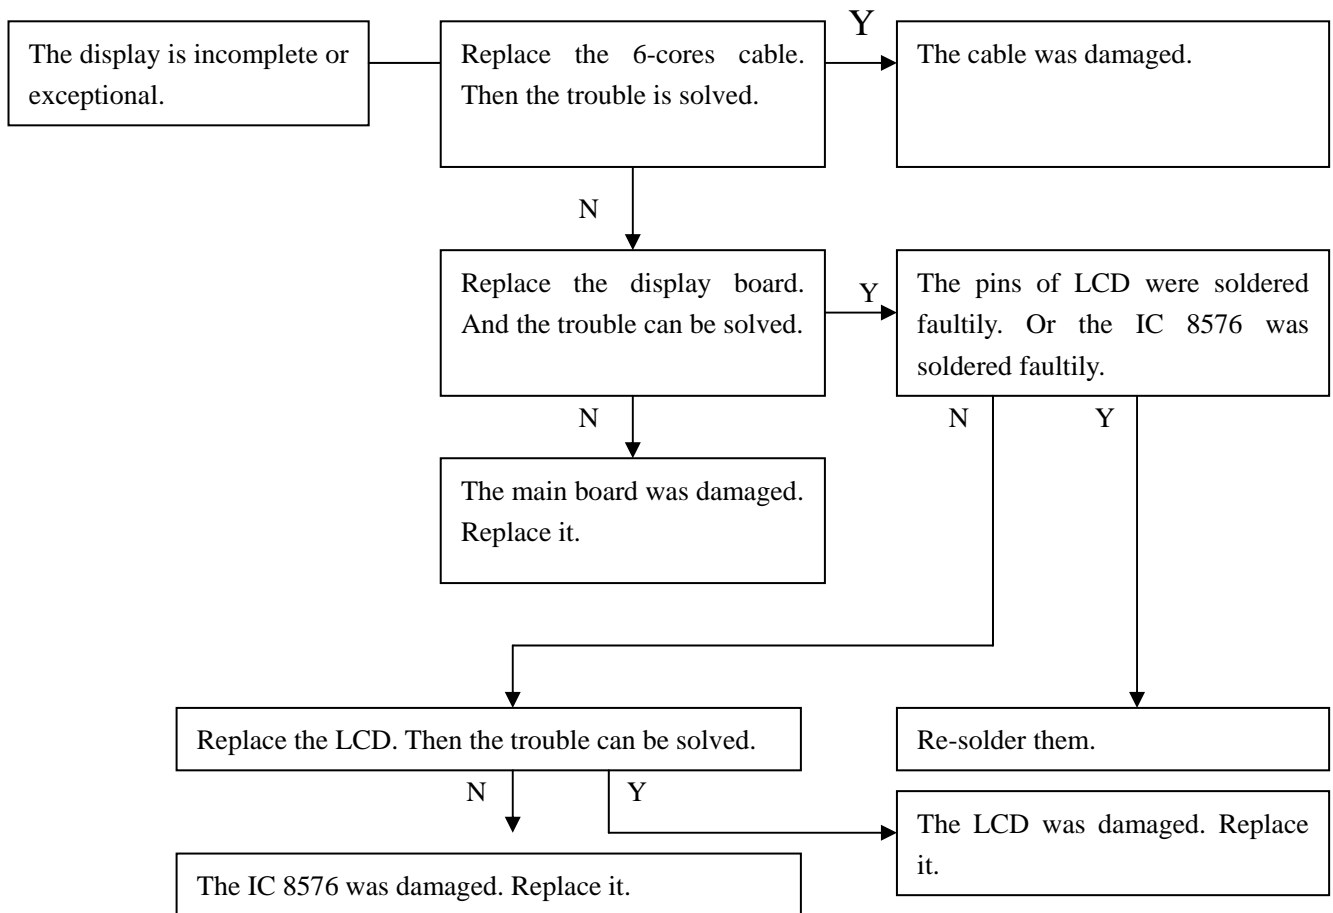 The display is incomplete or
exceptional.
Replace the 6-cores cable.
Then the trouble is solved.
Y
The cable was damaged.
N
Replace the display board.
And the trouble can be solved.
Y
The pins of LCD were soldered
faultily. Or the IC 8576 was
soldered faultily.
N
N
Y
The main board was damaged.
Replace it.
Replace the LCD. Then the trouble can be solved.
Re-solder them.
N
Y
The LCD was damaged. Replace
it.
The IC 8576 was damaged. Replace it.